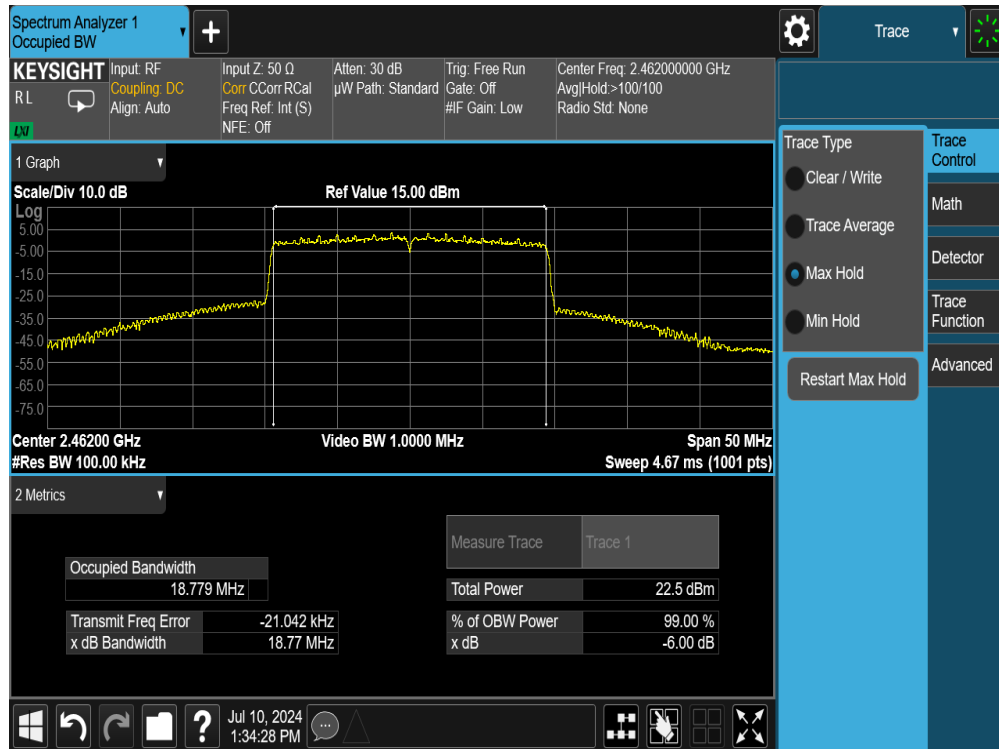 Spectrum Analyzer 1
Occupied BW
+
Trace
KEYSIGHT
RL
LXI
Input: RF
Coupling: DC
Align: Auto
Input Z: 50 Ω
Corr CCorr RCal
Freq Ref: Int (S)
NFE: Off
Atten: 30 dB
µW Path: Standard
Trig: Free Run
Gate: Off
#IF Gain: Low
Center Freq: 2.462000000 GHz
Avg|Hold:>100/100
Radio Std: None
1 Graph
Scale/Div 10.0 dB
Ref Value 15.00 dBm
Log
5.00
-5.00
-15.0
-25.0
-35.0
-45.0
-55.0
-65.0
-75.0
Center 2.46200 GHz
Video BW 1.0000 MHz
Span 50 MHz
#Res BW 100.00 kHz
Sweep 4.67 ms (1001 pts)
2 Metrics
Measure Trace
Trace 1
Occupied Bandwidth
18.779 MHz
Total Power
22.5 dBm
Transmit Freq Error
-21.042 kHz
% of OBW Power
99.00 %
x dB Bandwidth
18.77 MHz
x dB
-6.00 dB
Trace Type
Clear / Write
Trace Average
Max Hold
Min Hold
Restart Max Hold
Trace
Control
Math
Detector
Trace
Function
Advanced
?
Jul 10, 2024
1:34:28 PM